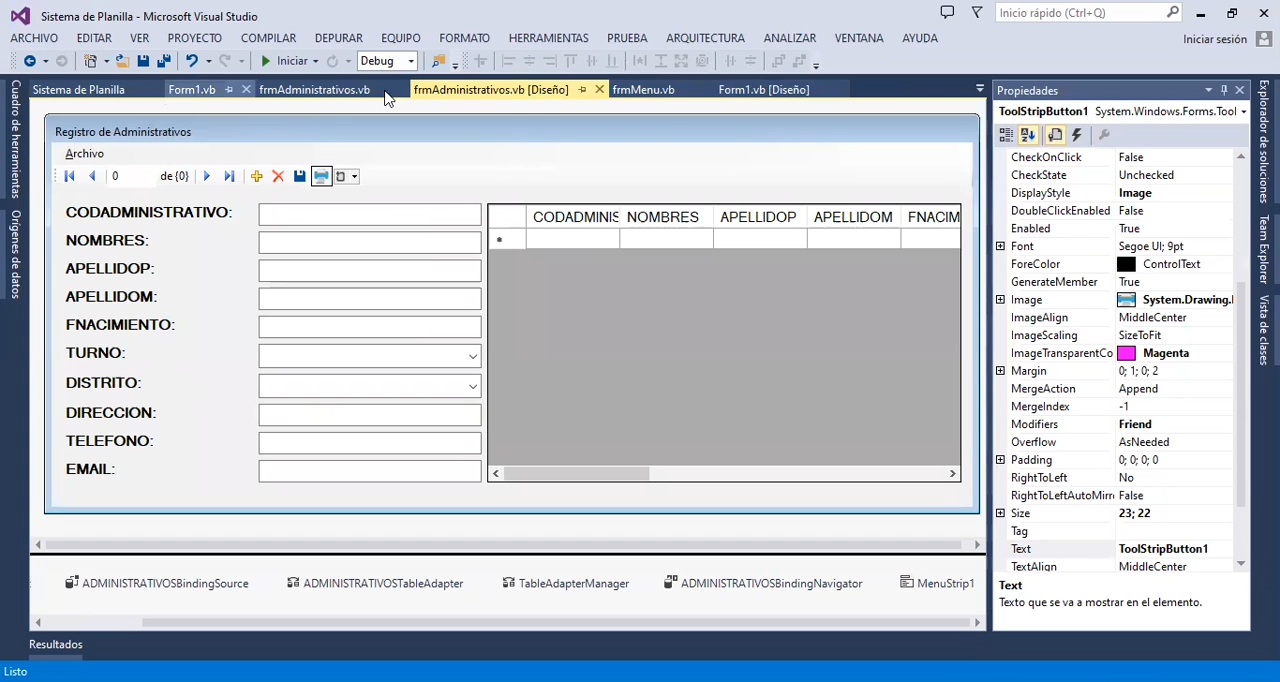 Sistema de Planilla - Microsoft Visual Studio
Inicio rápido (Ctrl+Q)
ARCHIVO EDITAR VER PROYECTO COMPILAR DEPURAR EQUIPO FORMATO HERRAMIENTAS PRUEBA ARQUITECTURA ANALIZAR VENTANA AYUDA Iniciar sesión
Iniciar Debug
Sistema de Planilla Form1.vb frmAdministrativos.vb frmAdministrativos.vb [Diseño] frmMenu.vb Form1.vb [Diseño]
Cuadro de herramientas
Orígenes de datos
Registro de Administrativos
Archivo
0 de {0}
CODADMINISTRATIVO:
NOMBRES:
APELLIDOP:
APELLIDOM:
FNACIMIENTO:
TURNO:
DISTRITO:
DIRECCION:
TELEFONO:
EMAIL:
CODADMINIS NOMBRES APELLIDOP APELLIDOM FNACIM
ADMINISTRATIVOSBindingSource ADMINISTRATIVOSTableAdapter TableAdapterManager ADMINISTRATIVOSBindingNavigator MenuStrip1
Propiedades
ToolStripButton1 System.Windows.Forms.Tool
CheckOnClick False
CheckState Unchecked
DisplayStyle Image
DoubleClickEnabled False
Enabled True
Font Segoe UI; 9pt
ForeColor ControlText
GenerateMember True
Image System.Drawing.
ImageAlign MiddleCenter
ImageScaling SizeToFit
ImageTransparentCo Magenta
Margin 0; 1; 0; 2
MergeAction Append
MergeIndex -1
Modifiers Friend
Overflow AsNeeded
Padding 0; 0; 0; 0
RightToLeft No
RightToLeftAutoMirr False
Size 23; 22
Tag
Text ToolStripButton1
TextAlign MiddleCenter
Text
Texto que se va a mostrar en el elemento.
Explorador de soluciones
Team Explorer
Vista de clases
Resultados
Listo